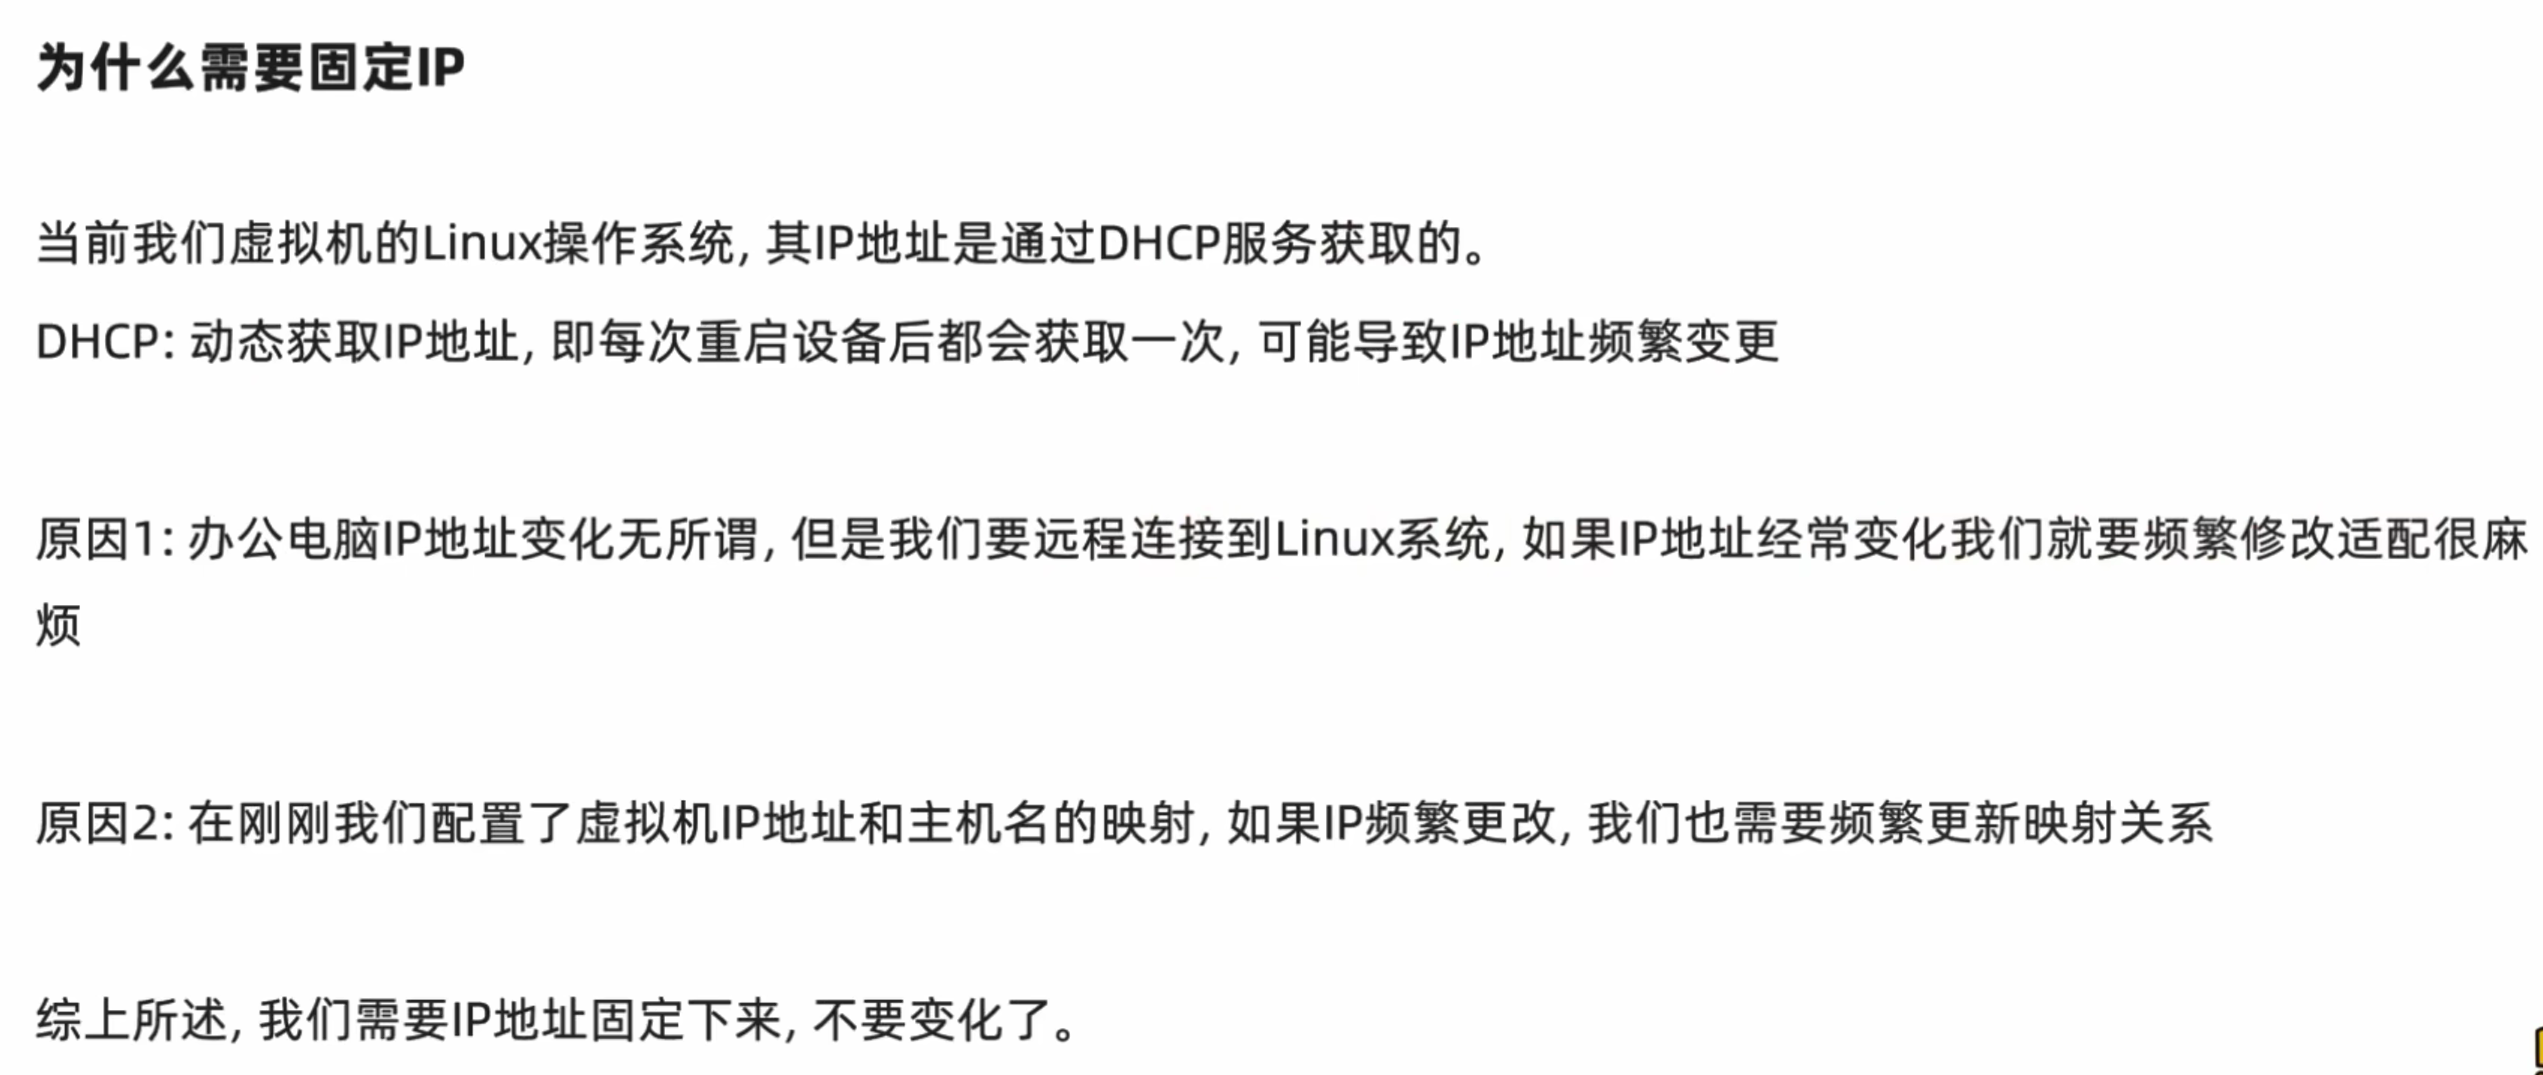 为什么需要固定IP
当前我们虚拟机的Linux操作系统, 其IP地址是通过DHCP服务获取的。
DHCP: 动态获取IP地址, 即每次重启设备后都会获取一次, 可能导致IP地址频繁变更
原因1: 办公电脑IP地址变化无所谓, 但是我们要远程连接到Linux系统, 如果IP地址经常变化我们就要频繁修改适配很麻
烦
原因2: 在刚刚我们配置了虚拟机IP地址和主机名的映射, 如果IP频繁更改, 我们也需要频繁更新映射关系
综上所述, 我们需要IP地址固定下来, 不要变化了。